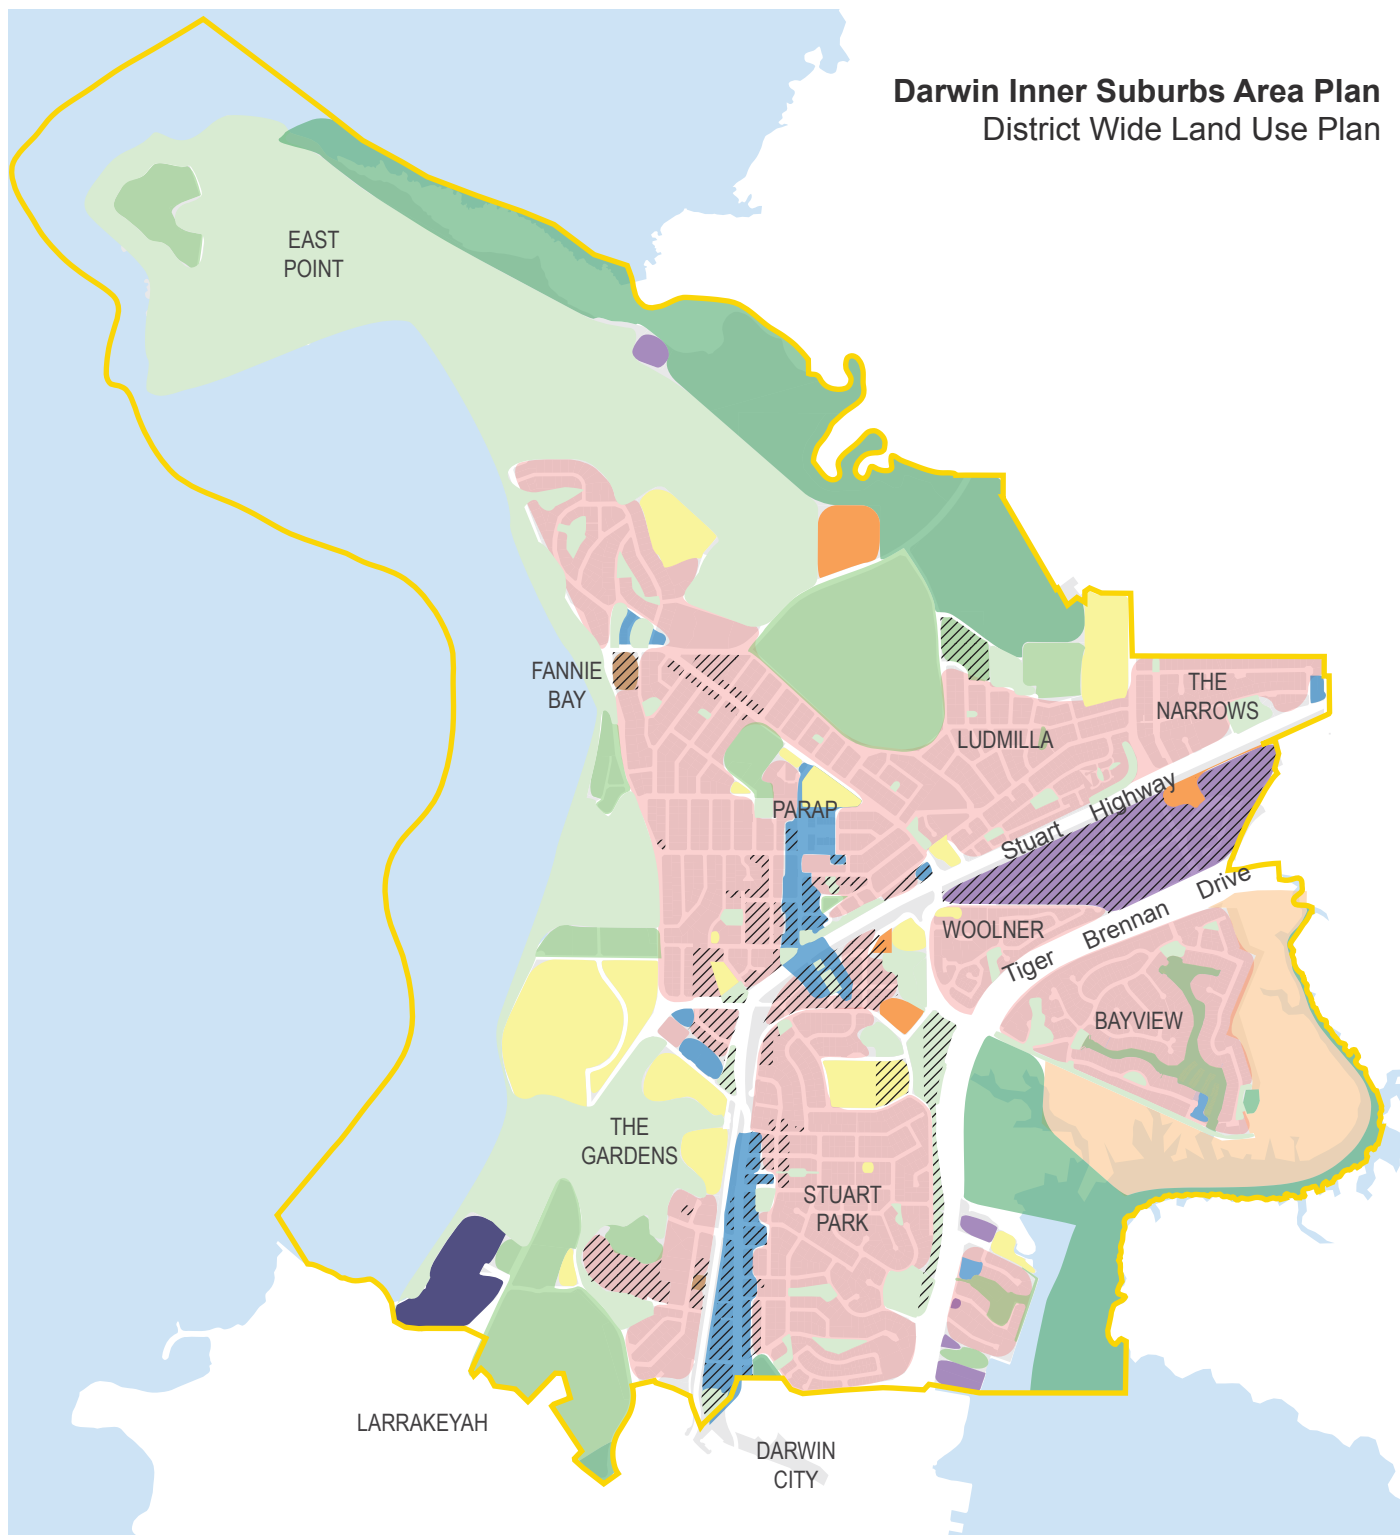 Darwin Inner Suburbs Area Plan
District Wide Land Use Plan
EAST
POINT
FANNIE
BAY
THE
NARROWS
LUDMILLA
PARAP
Stuart Highway
WOOLNER
Tiger Brennan Drive
BAYVIEW
THE
GARDENS
STUART
PARK
LARRAKEYAH
DARWIN
CITY